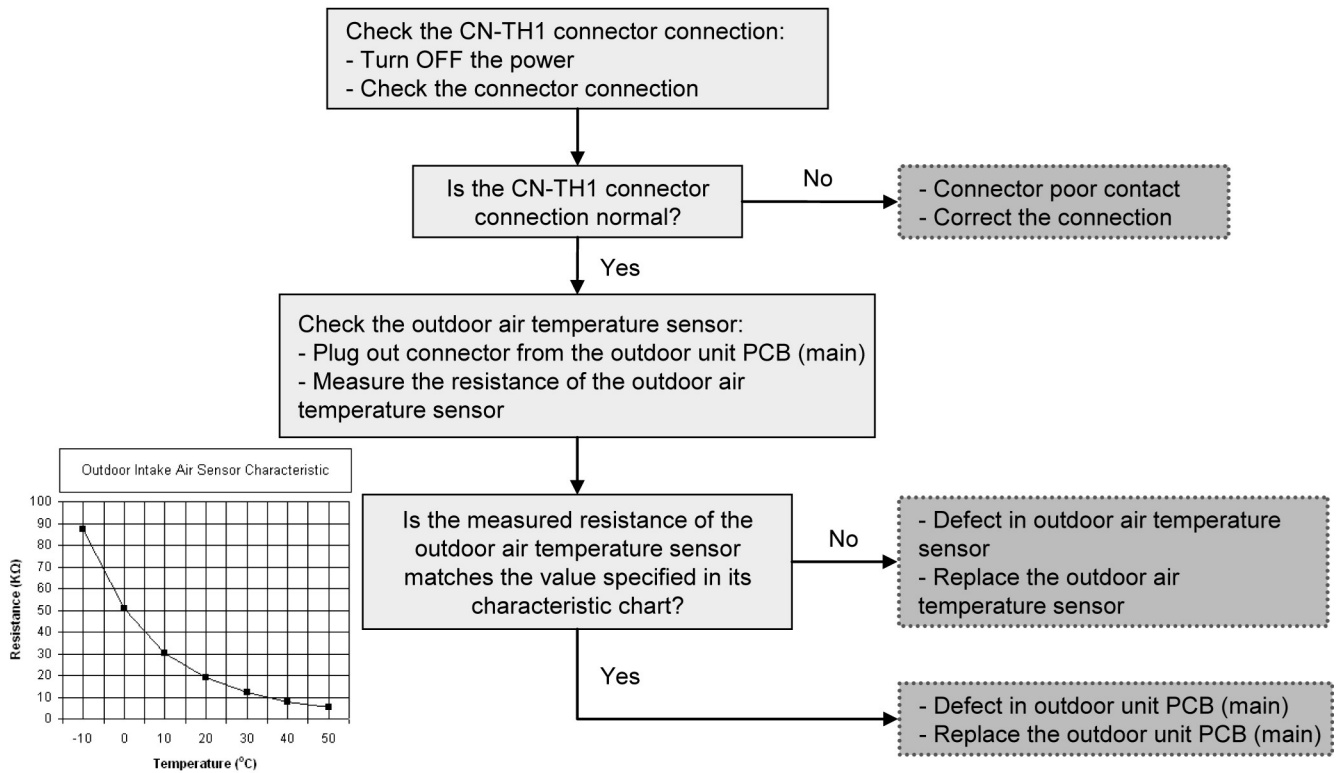 Check the CN-TH1 connector connection:
- Turn OFF the power
- Check the connector connection
Is the CN-TH1 connector
connection normal?
No
- Connector poor contact
- Correct the connection
Yes
Check the outdoor air temperature sensor:
- Plug out connector from the outdoor unit PCB (main)
- Measure the resistance of the outdoor air
temperature sensor
Outdoor Intake Air Sensor Characteristic
Resistance (KΩ)
100
90
80
70
60
50
40
30
20
10
0
-10 0 10 20 30 40 50
Temperature (°C)
Is the measured resistance of the
outdoor air temperature sensor
matches the value specified in its
characteristic chart?
No
- Defect in outdoor air temperature
sensor
- Replace the outdoor air
temperature sensor
Yes
- Defect in outdoor unit PCB (main)
- Replace the outdoor unit PCB (main)